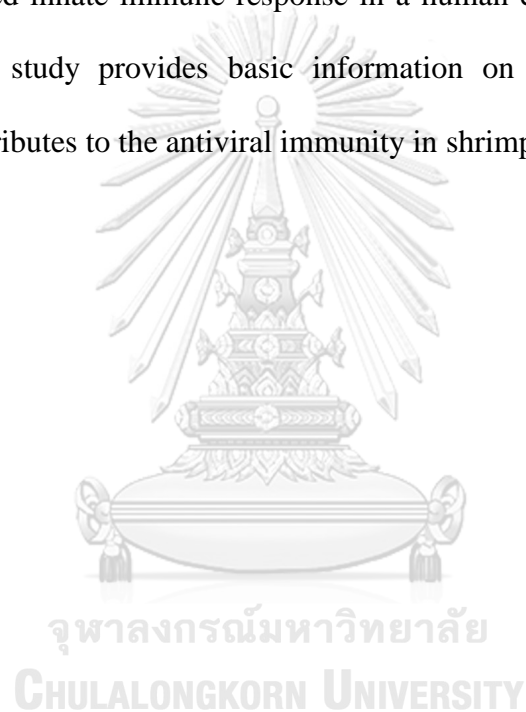 innate immune response in a human
study provides basic information on
to the antiviral immunity in shrimp
จุฬาลงกรณ์มหาวิทยาลัย
CHULALONGKORN UNIVERSITY